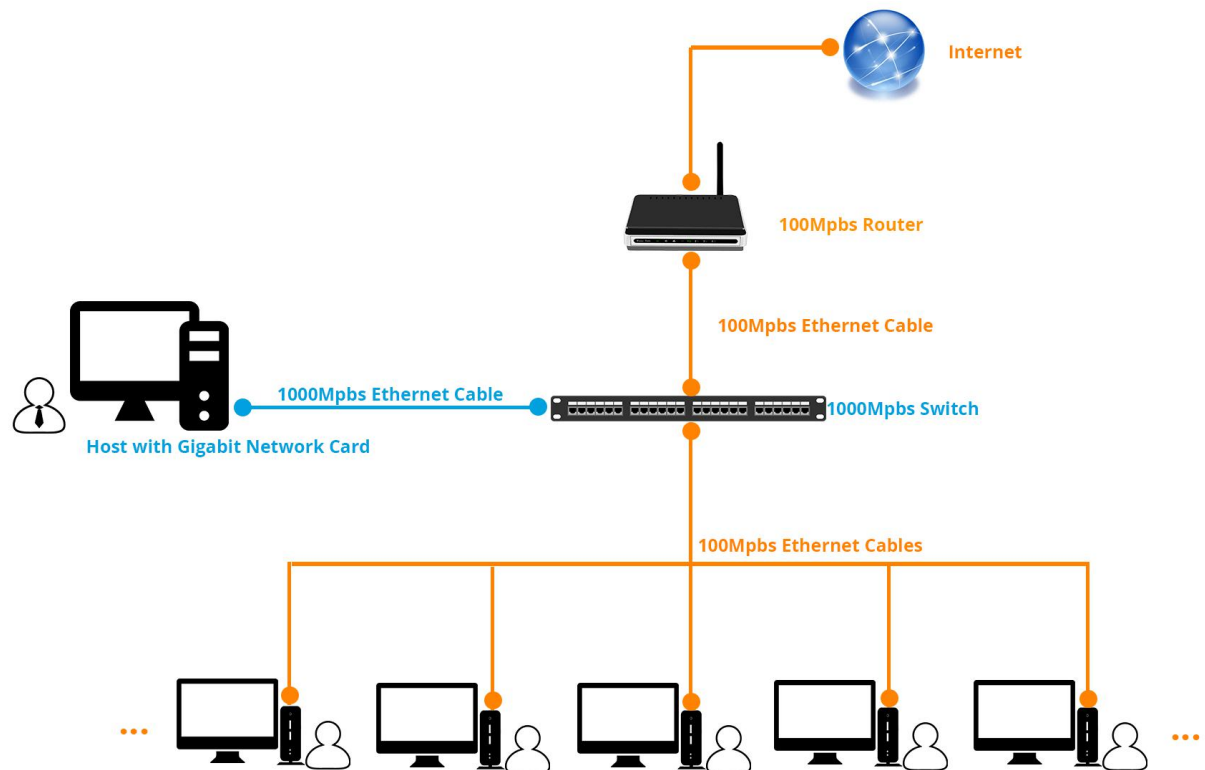 Internet
100Mpbs Router
100Mpbs Ethernet Cable
1000Mpbs Ethernet Cable
1000Mpbs Switch
Host with Gigabit Network Card
100Mpbs Ethernet Cables
...
...